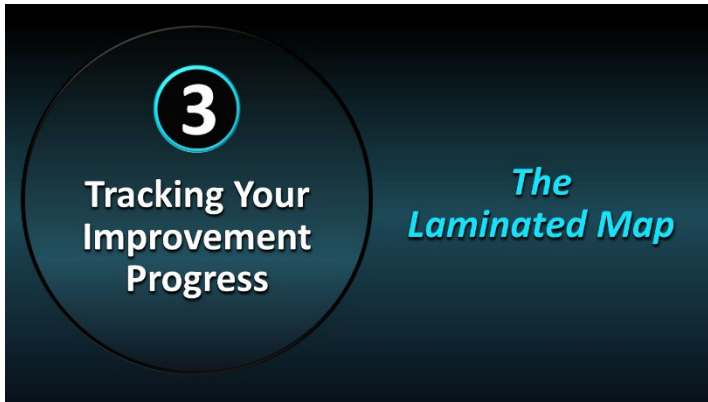 3
Tracking Your
Improvement
Progress
The
Laminated Map